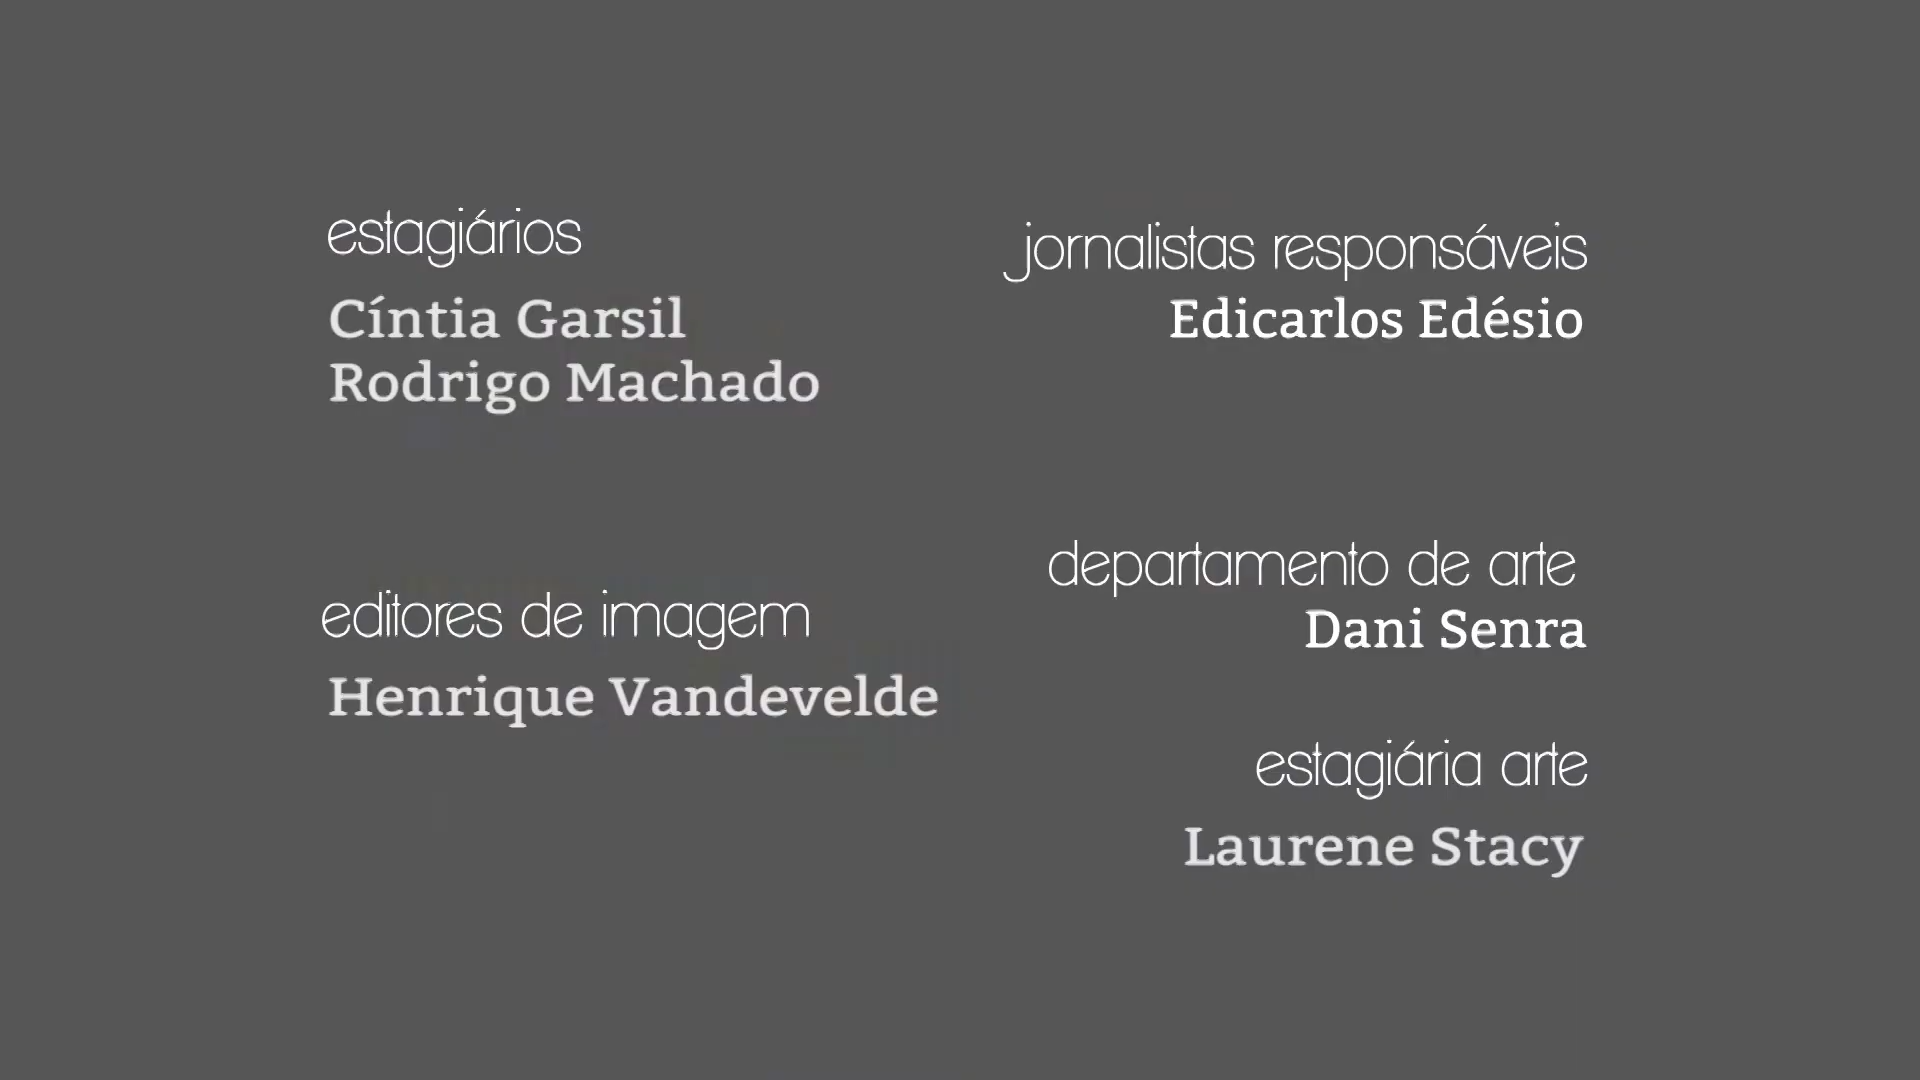 estagiários
Cíntia Garsil
Rodrigo Machado
editores de imagem
Henrique Vandevelde
jornalistas responsáveis
Edicarlos Edésio
departamento de arte
Dani Senra
estagiária arte
Laurene Stacy